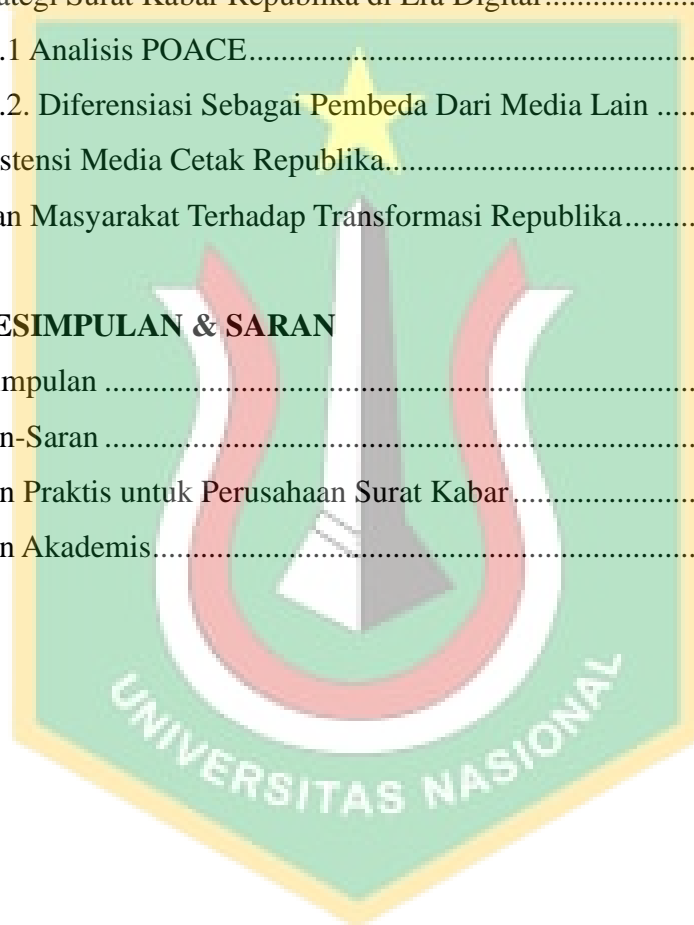 ategi Surat Kabar Republika di Era Digital....................
.1 Analisis POACE............................................................
.2. Diferensiasi Sebagai Pembeda Dari Media Lain .....
stensi Media Cetak Republika.......................................
an Masyarakat Terhadap Transformasi Republika.........
ESIMPULAN & SARAN
impulan ..........................................................................
n-Saran ...........................................................................
n Praktis untuk Perusahaan Surat Kabar.......................
n Akademis....................................................................
UNIVERSITAS NASIONAL